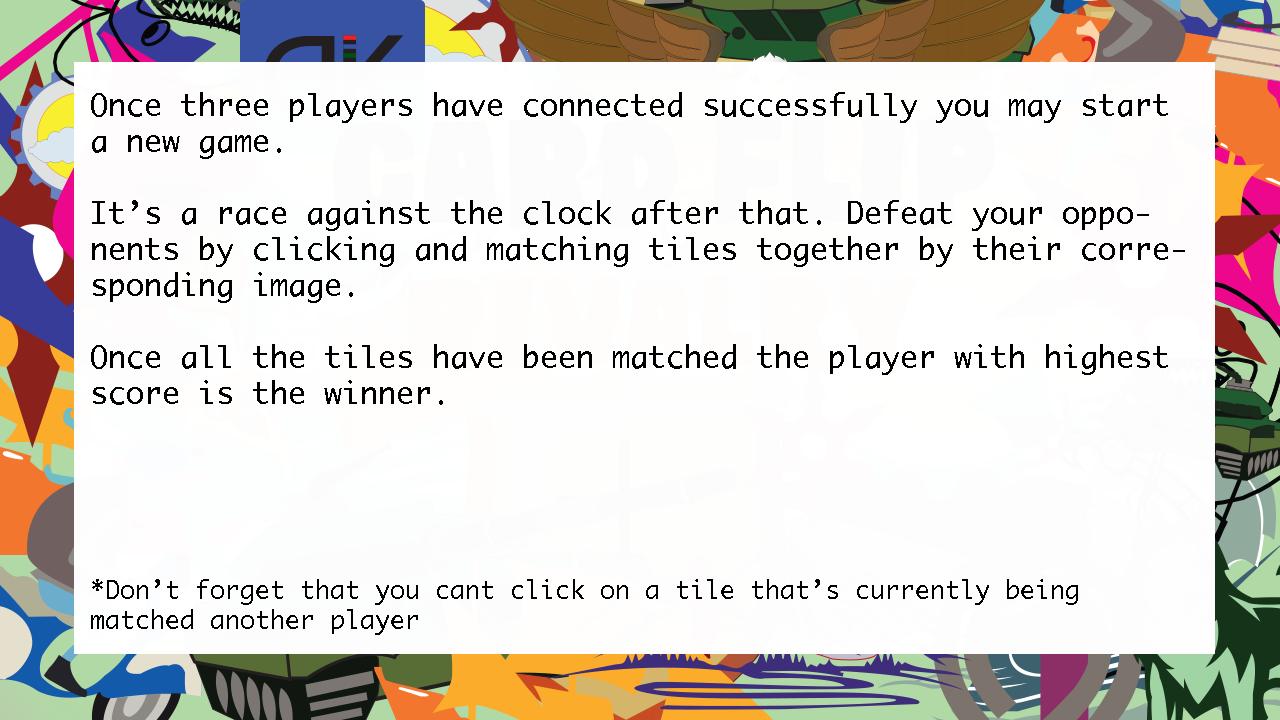 Once three players have connected successfully you may start
a new game.
It’s a race against the clock after that. Defeat your oppo-
nents by clicking and matching tiles together by their corre-
sponding image.
Once all the tiles have been matched the player with highest
score is the winner.
*Don’t forget that you cant click on a tile that’s currently being
matched another player